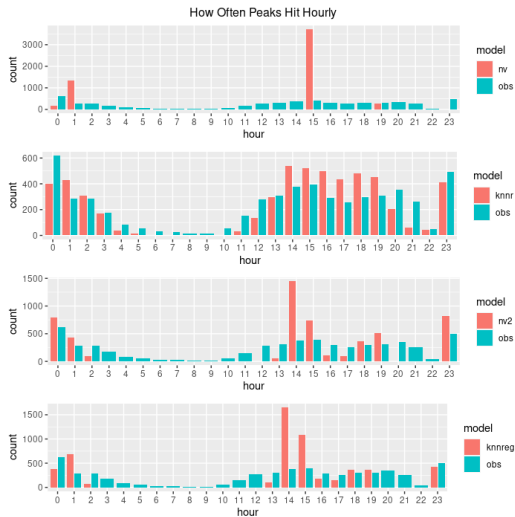 How Often Peaks Hit Hourly
3000
2000
1000
0
count
0 1 2 3 4 5 6 7 8 9 10 11 12 13 14 15 16 17 18 19 20 21 22 23
hour
model
nv
obs
600
400
200
0
count
0 1 2 3 4 5 6 7 8 9 10 11 12 13 14 15 16 17 18 19 20 21 22 23
hour
model
knnr
obs
1500
1000
500
0
count
0 1 2 3 4 5 6 7 8 9 10 11 12 13 14 15 16 17 18 19 20 21 22 23
hour
model
nv2
obs
1500
1000
500
0
count
0 1 2 3 4 5 6 7 8 9 10 11 12 13 14 15 16 17 18 19 20 21 22 23
hour
model
knnreg
obs